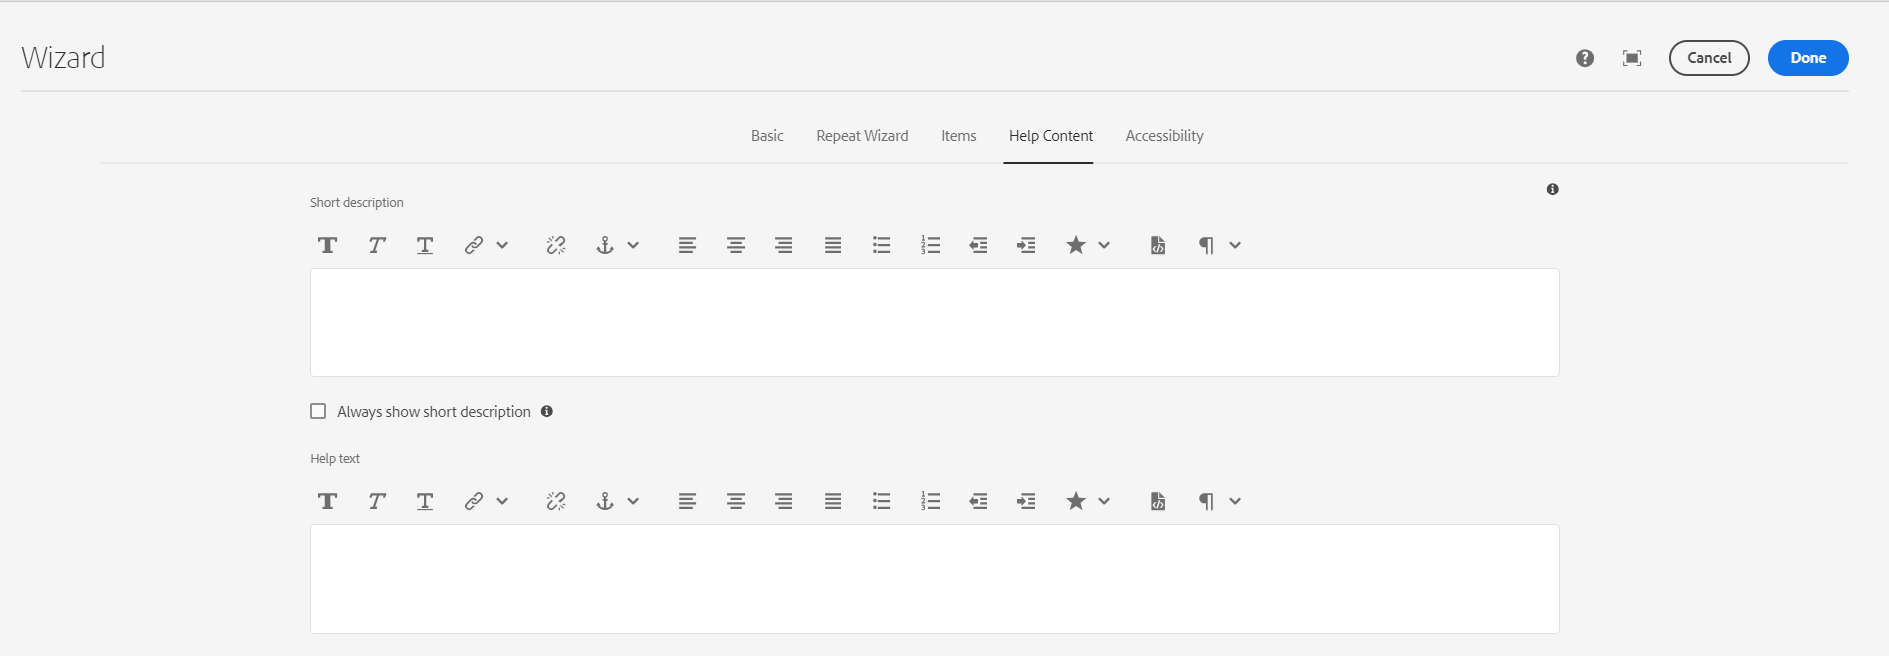 Wizard
Cancel
Done
Basic
Repeat Wizard
Items
Help Content
Accessibility
Short description
Always show short description
Help text